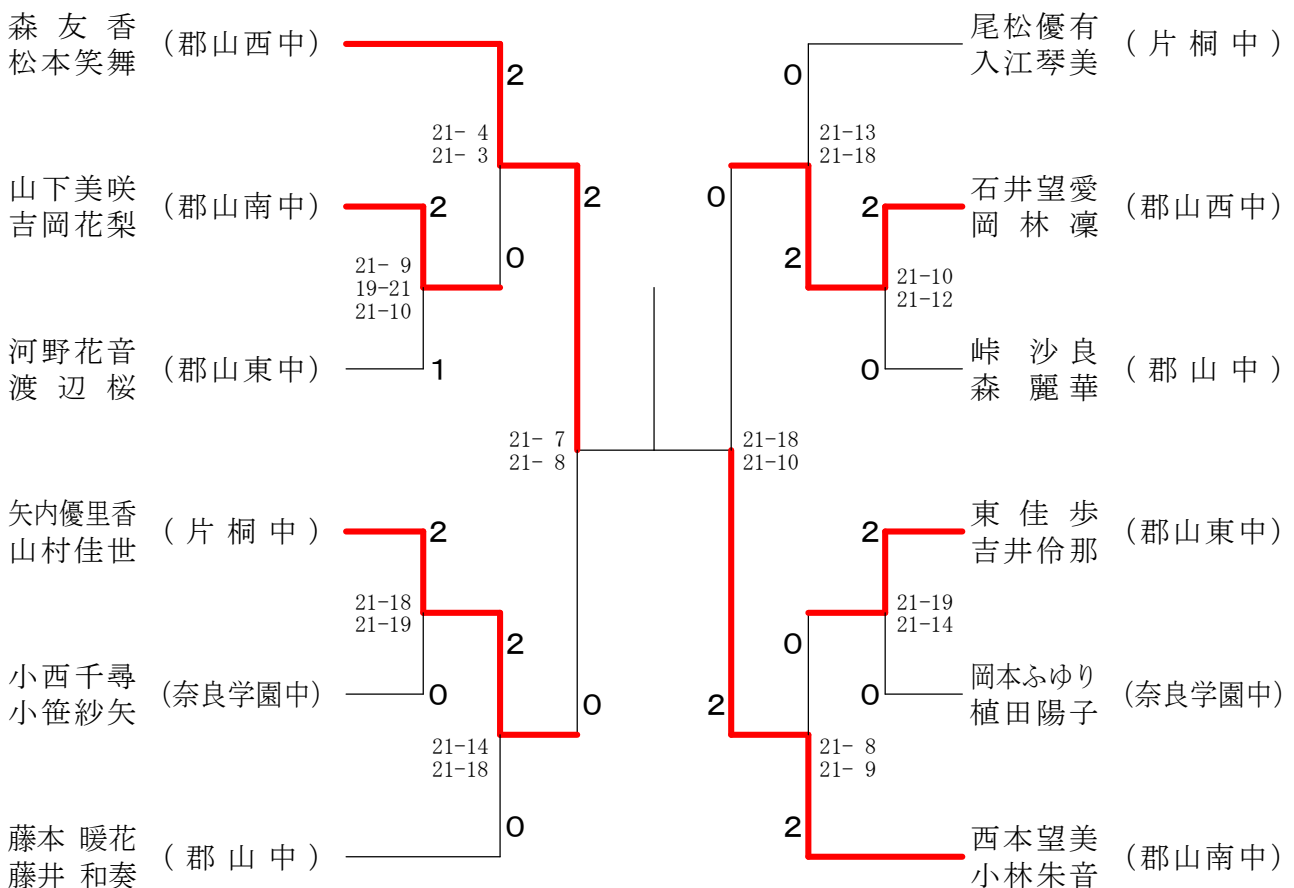 森 友 香
松本笑舞
(郡山西中)
2
21- 4
21- 3
山下美咲
吉岡花梨
(郡山南中)
2
0
21- 9
19-21
21-10
河野花音
渡 辺 桜
(郡山東中)
1
2
21- 7
21- 8
矢内優里香
山村佳世
( 片 桐 中 )
2
21-18
21-19
2
小西千尋
小笹紗矢
(奈良学園中)
0
0
21-14
21-18
藤本 暖花
藤井 和奏
( 郡 山 中 )
0
尾松優有
入江琴美
( 片 桐 中 )
0
21-13
21-18
0
石井望愛
岡 林 凜
(郡山西中)
2
2
21-10
21-12
峠 沙良
森 麗華
( 郡 山 中 )
0
21-18
21-10
東 佳 歩
吉井伶那
(郡山東中)
2
21-19
21-14
0
岡本ふゆり
植田陽子
(奈良学園中)
0
2
21- 8
21- 9
西本望美
小林朱音
(郡山南中)
2